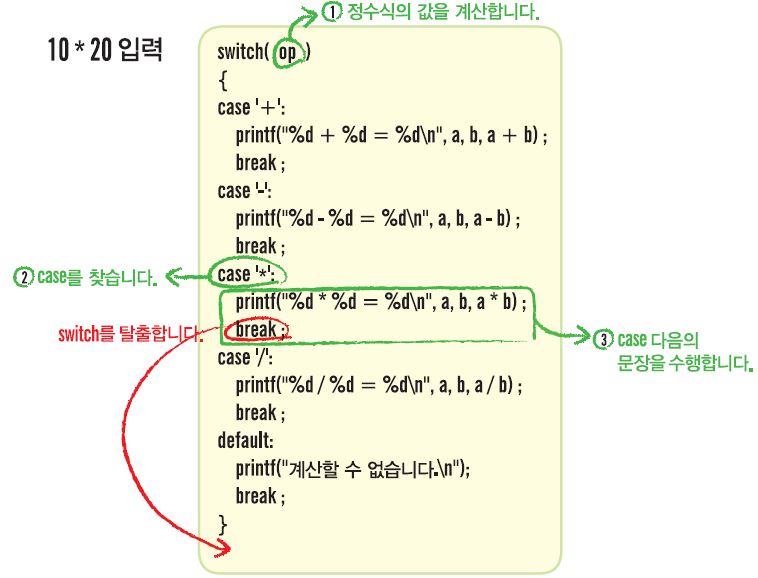 ① 정수식의 값을 계산합니다.
10 * 20 입력
switch( op )
{
case '+':
printf("%d + %d = %d\n", a, b, a + b) ;
break ;
case '-':
printf("%d - %d = %d\n", a, b, a - b) ;
break ;
② case를 찾습니다.
case '*':
printf("%d * %d = %d\n", a, b, a * b) ;
switch를 탈출합니다.
break ;
③ case 다음의
문장을 수행합니다.
case '/':
printf("%d / %d = %d\n", a, b, a / b) ;
break ;
default:
printf("계산할 수 없습니다.\n");
break ;
}